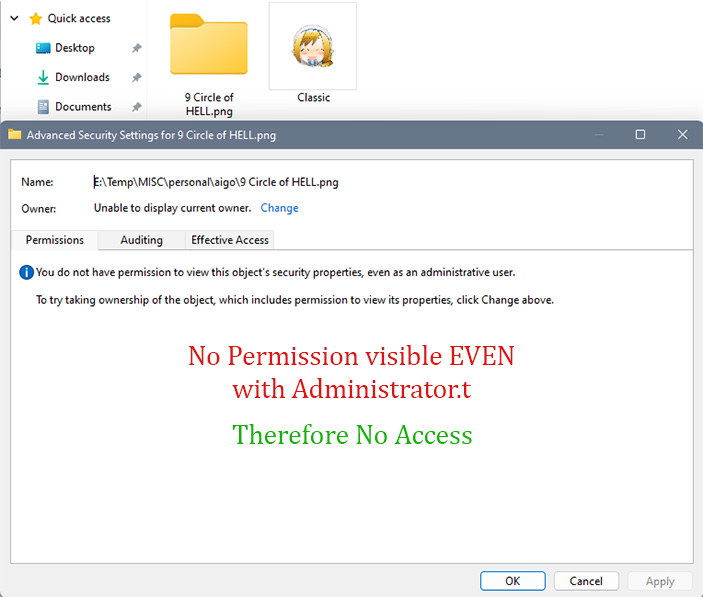 Quick access
Desktop
Downloads
Documents
9 Circle of
HELL.png
Classic
Advanced Security Settings for 9 Circle of HELL.png
Name: E:\Temp\MISC\personal\aigo\9 Circle of HELL.png
Owner: Unable to display current owner. Change
Permissions Auditing Effective Access
You do not have permission to view this object's security properties, even as an administrative user.
To try taking ownership of the object, which includes permission to view its properties, click Change above.
No Permission visible EVEN
with Administrator.t
Therefore No Access
OK Cancel Apply